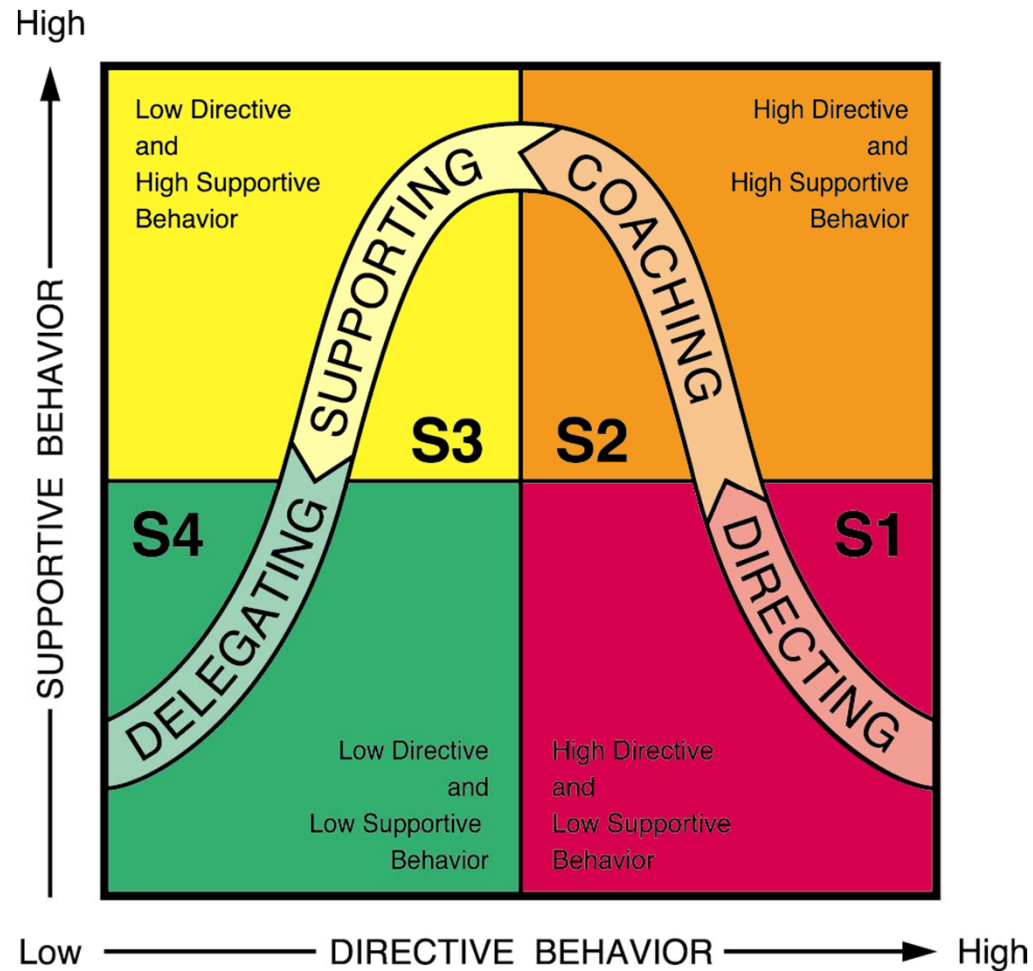 High
Low Directive
and
High Supportive
Behavior
High Directive
and
High Supportive
Behavior
SUPPORTING
COACHING
S3
S2
SUPPORTIVE BEHAVIOR
S4
S1
DELEGATING
DIRECTING
Low Directive
and
Low Supportive
Behavior
High Directive
and
Low Supportive
Behavior
Low
DIRECTIVE BEHAVIOR
High